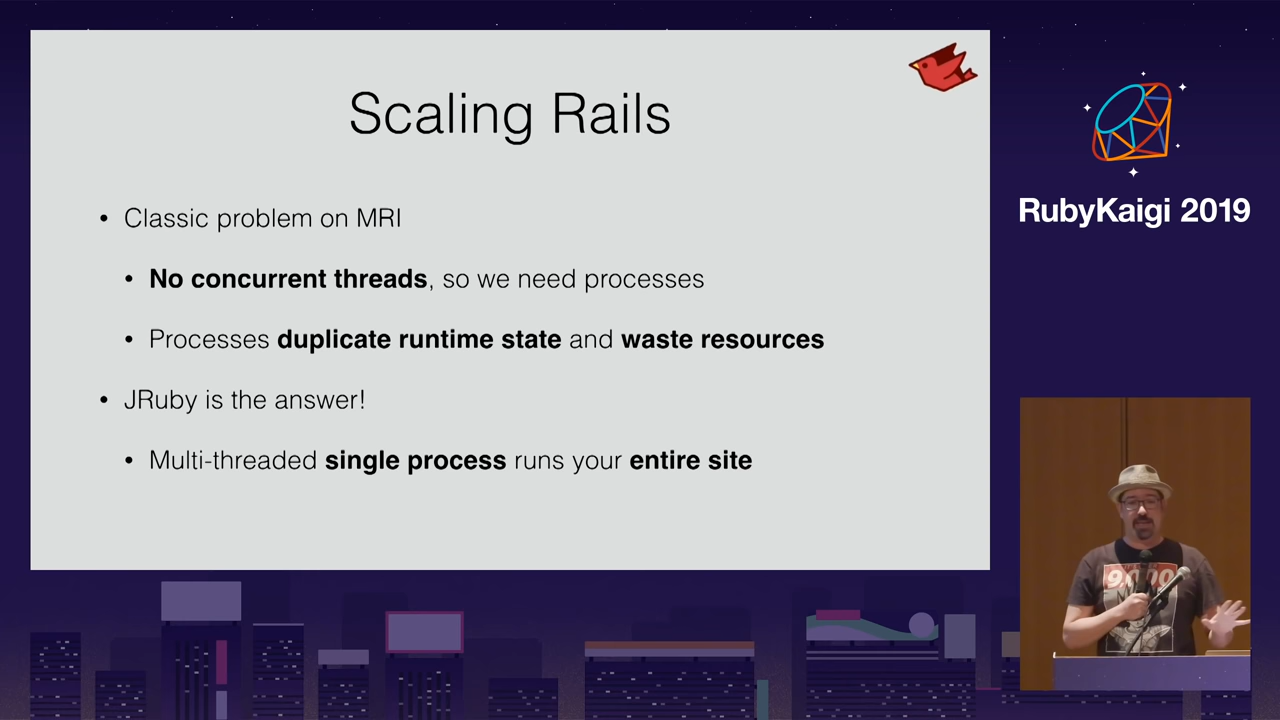 Scaling Rails
• Classic problem on MRI
• No concurrent threads, so we need processes
• Processes duplicate runtime state and waste resources
• JRuby is the answer!
• Multi-threaded single process runs your entire site
RubyKaigi 2019